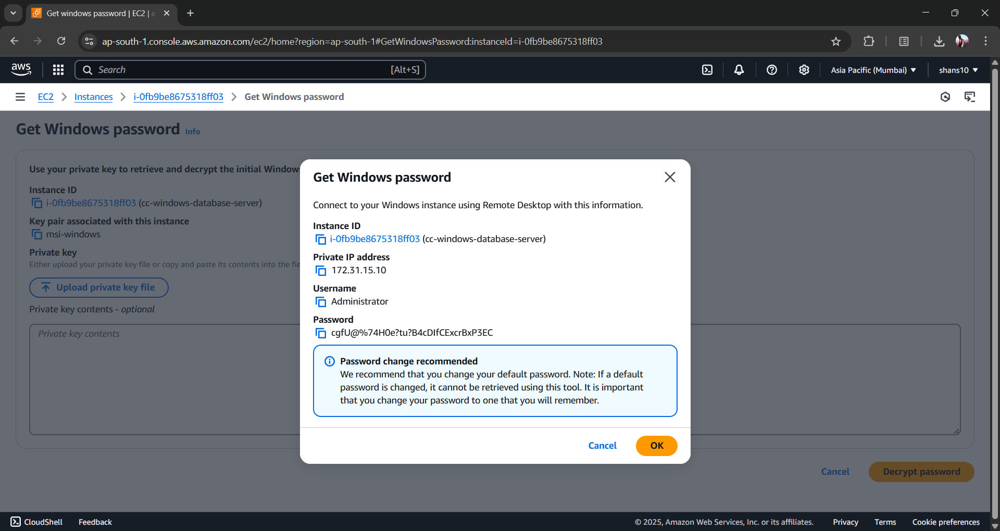 Get windows password | EC2 | a
ap-south-1.console.aws.amazon.com/ec2/home?region=ap-south-1#GetWindowsPassword:instanceId=i-0fb9be8675318ff03
aws
Search
[Alt+S]
Asia Pacific (Mumbai)
shans10
EC2 > Instances > i-0fb9be8675318ff03 > Get Windows password
Get Windows password Info
Use your private key to retrieve and decrypt the initial Windows
Instance ID
i-0fb9be8675318ff03 (cc-windows-database-server)
Key pair associated with this instance
msi-windows
Private key
Either upload your private key file or copy and paste its contents into the fie
Upload private key file
Private key contents - optional
Private key contents
Get Windows password
Connect to your Windows instance using Remote Desktop with this information.
Instance ID
i-0fb9be8675318ff03 (cc-windows-database-server)
Private IP address
172.31.15.10
Username
Administrator
Password
cgfU@%74H0e?tu?B4cDIfCExcrBxP3EC
Password change recommended
We recommend that you change your default password. Note: If a default
password is changed, it cannot be retrieved using this tool. It is important
that you change your password to one that you will remember.
Cancel
OK
Cancel
Decrypt password
CloudShell
Feedback
© 2025, Amazon Web Services, Inc. or its affiliates.
Privacy
Terms
Cookie preferences